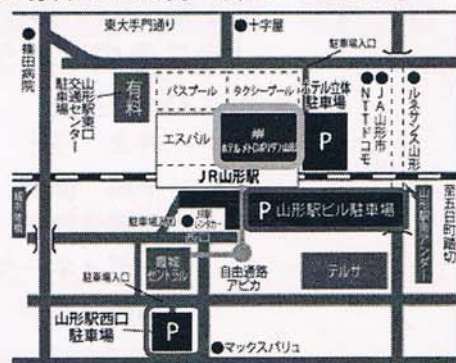 東大手門通り
●十字屋
●篠田病院
駐車場入口
山形駅東口
交通センター
駐車場
有料
バスプール
タクシープール
ホテル立体
駐車場
P
エスパル
ホテルメトロポリタン山形
●NTTドコモ
●JA山形市
●ルネサンス山形
JR山形駅
至五日町踏切
駐車場入口
P 山形駅ビル駐車場
霞城
セントラル
自由通路
アピカ
テルサ
駐車場入口
山形駅西口
駐車場
P
●マックスバリュ